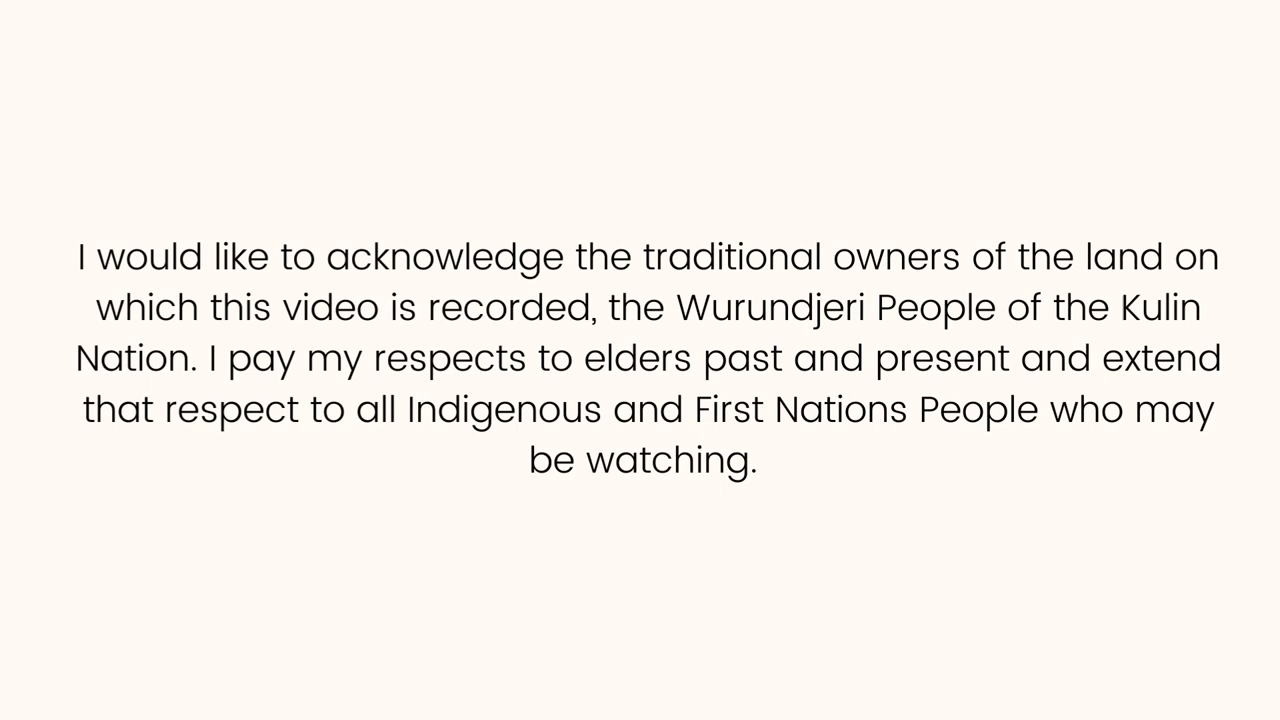 I would like to acknowledge the traditional owners of the land on
which this video is recorded, the Wurundjeri People of the Kulin
Nation. I pay my respects to elders past and present and extend
that respect to all Indigenous and First Nations People who may
be watching.